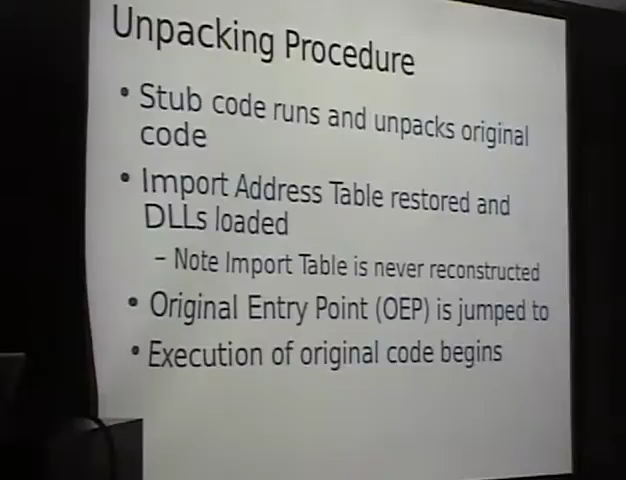 Unpacking Procedure
• Stub code runs and unpacks original
code
• Import Address Table restored and
DLLs loaded
– Note Import Table is never reconstructed
• Original Entry Point (OEP) is jumped to
• Execution of original code begins